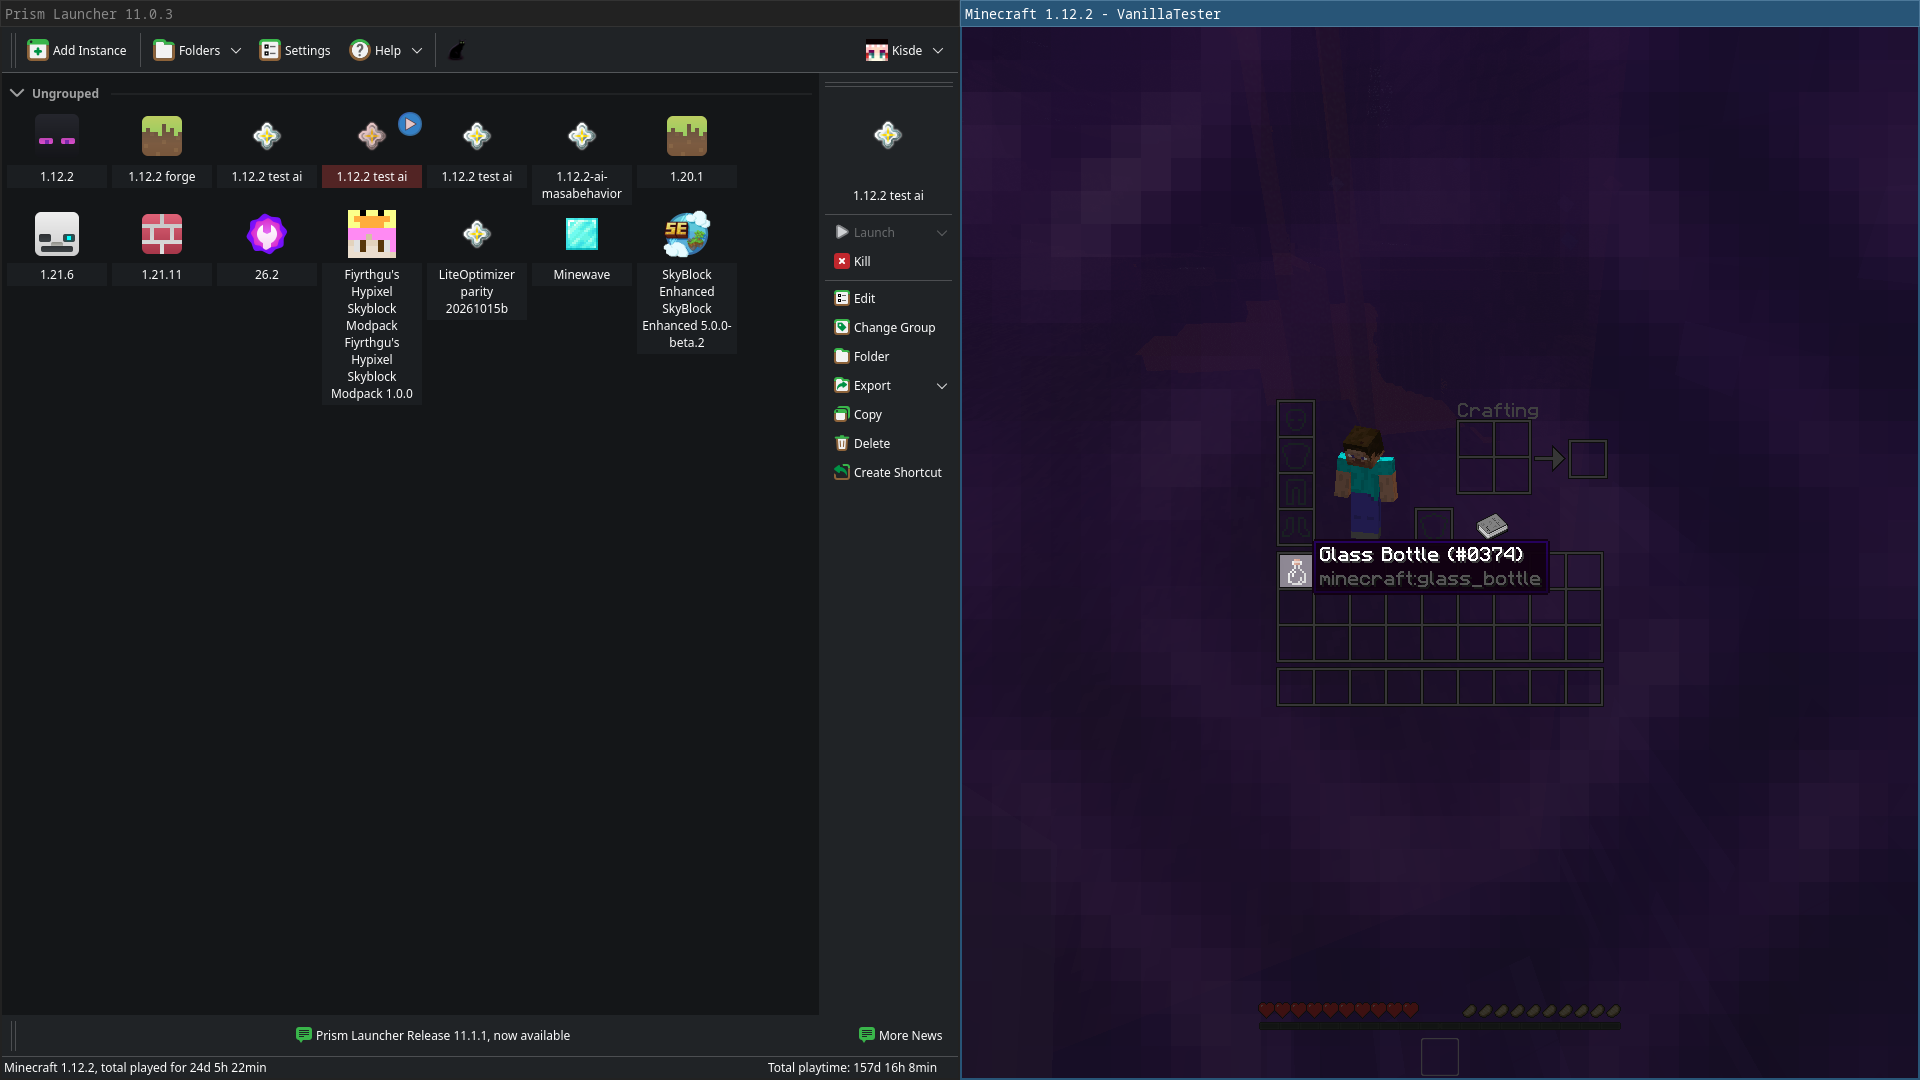 Prism Launcher 11.0.3
Add Instance
Folders
Settings
Help
Kisde
Ungrouped
1.12.2
1.12.2 forge
1.12.2 test ai
1.12.2 test ai
1.12.2 test ai
1.12.2-ai-
masabehavior
1.20.1
1.21.6
1.21.11
26.2
Fiyrthgu's
Hypixel
Skyblock
Modpack
Fiyrthgu's
Hypixel
Skyblock
Modpack 1.0.0
LiteOptimizer
parity
20261015b
Minewave
SE
SkyBlock
Enhanced
SkyBlock
Enhanced 5.0.0-
beta.2
1.12.2 test ai
Launch
Kill
Edit
Change Group
Folder
Export
Copy
Delete
Create Shortcut
Prism Launcher Release 11.1.1, now available
More News
Minecraft 1.12.2, total played for 24d 5h 22min
Total playtime: 157d 16h 8min
Minecraft 1.12.2 - VanillaTester
Crafting
Glass Bottle (#0374)
minecraft:glass_bottle